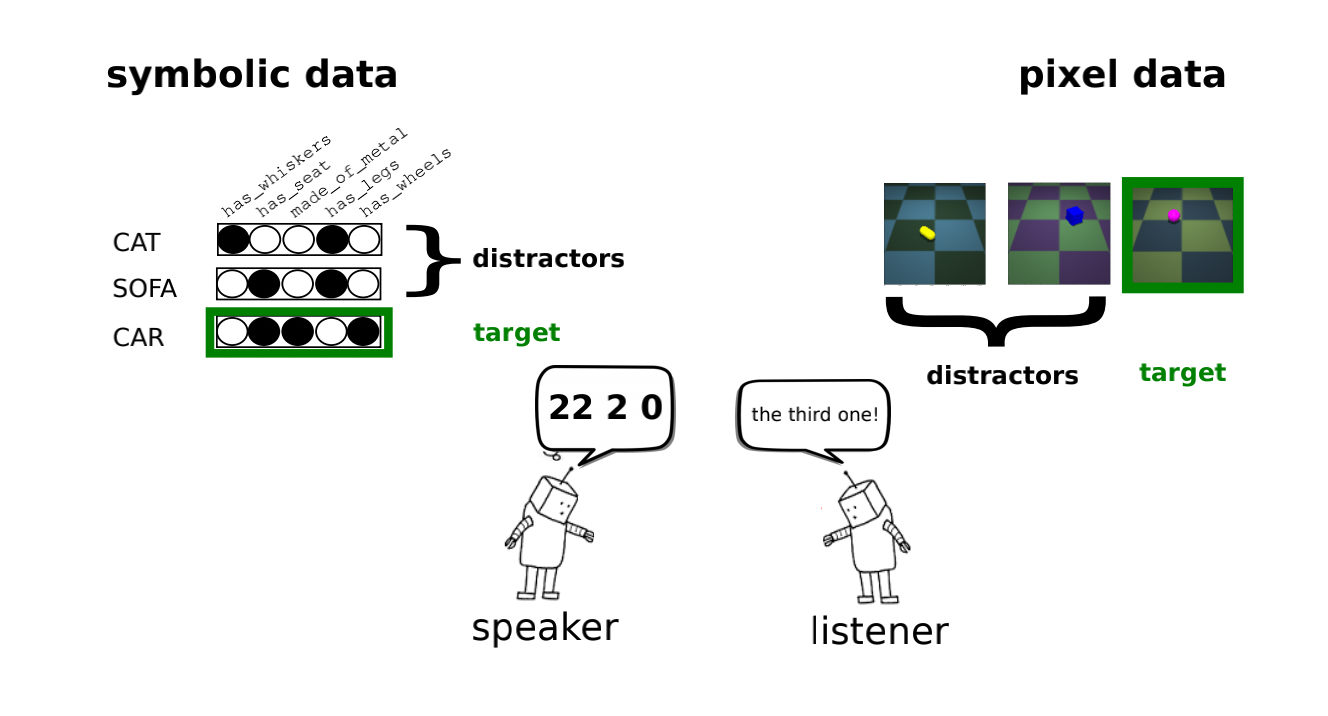 symbolic data
pixel data
has_whiskers
has_seat
made_of_metal
has_legs
has_wheels
CAT
SOFA
CAR
distractors
target
distractors
target
22 2 0
the third one!
speaker
listener